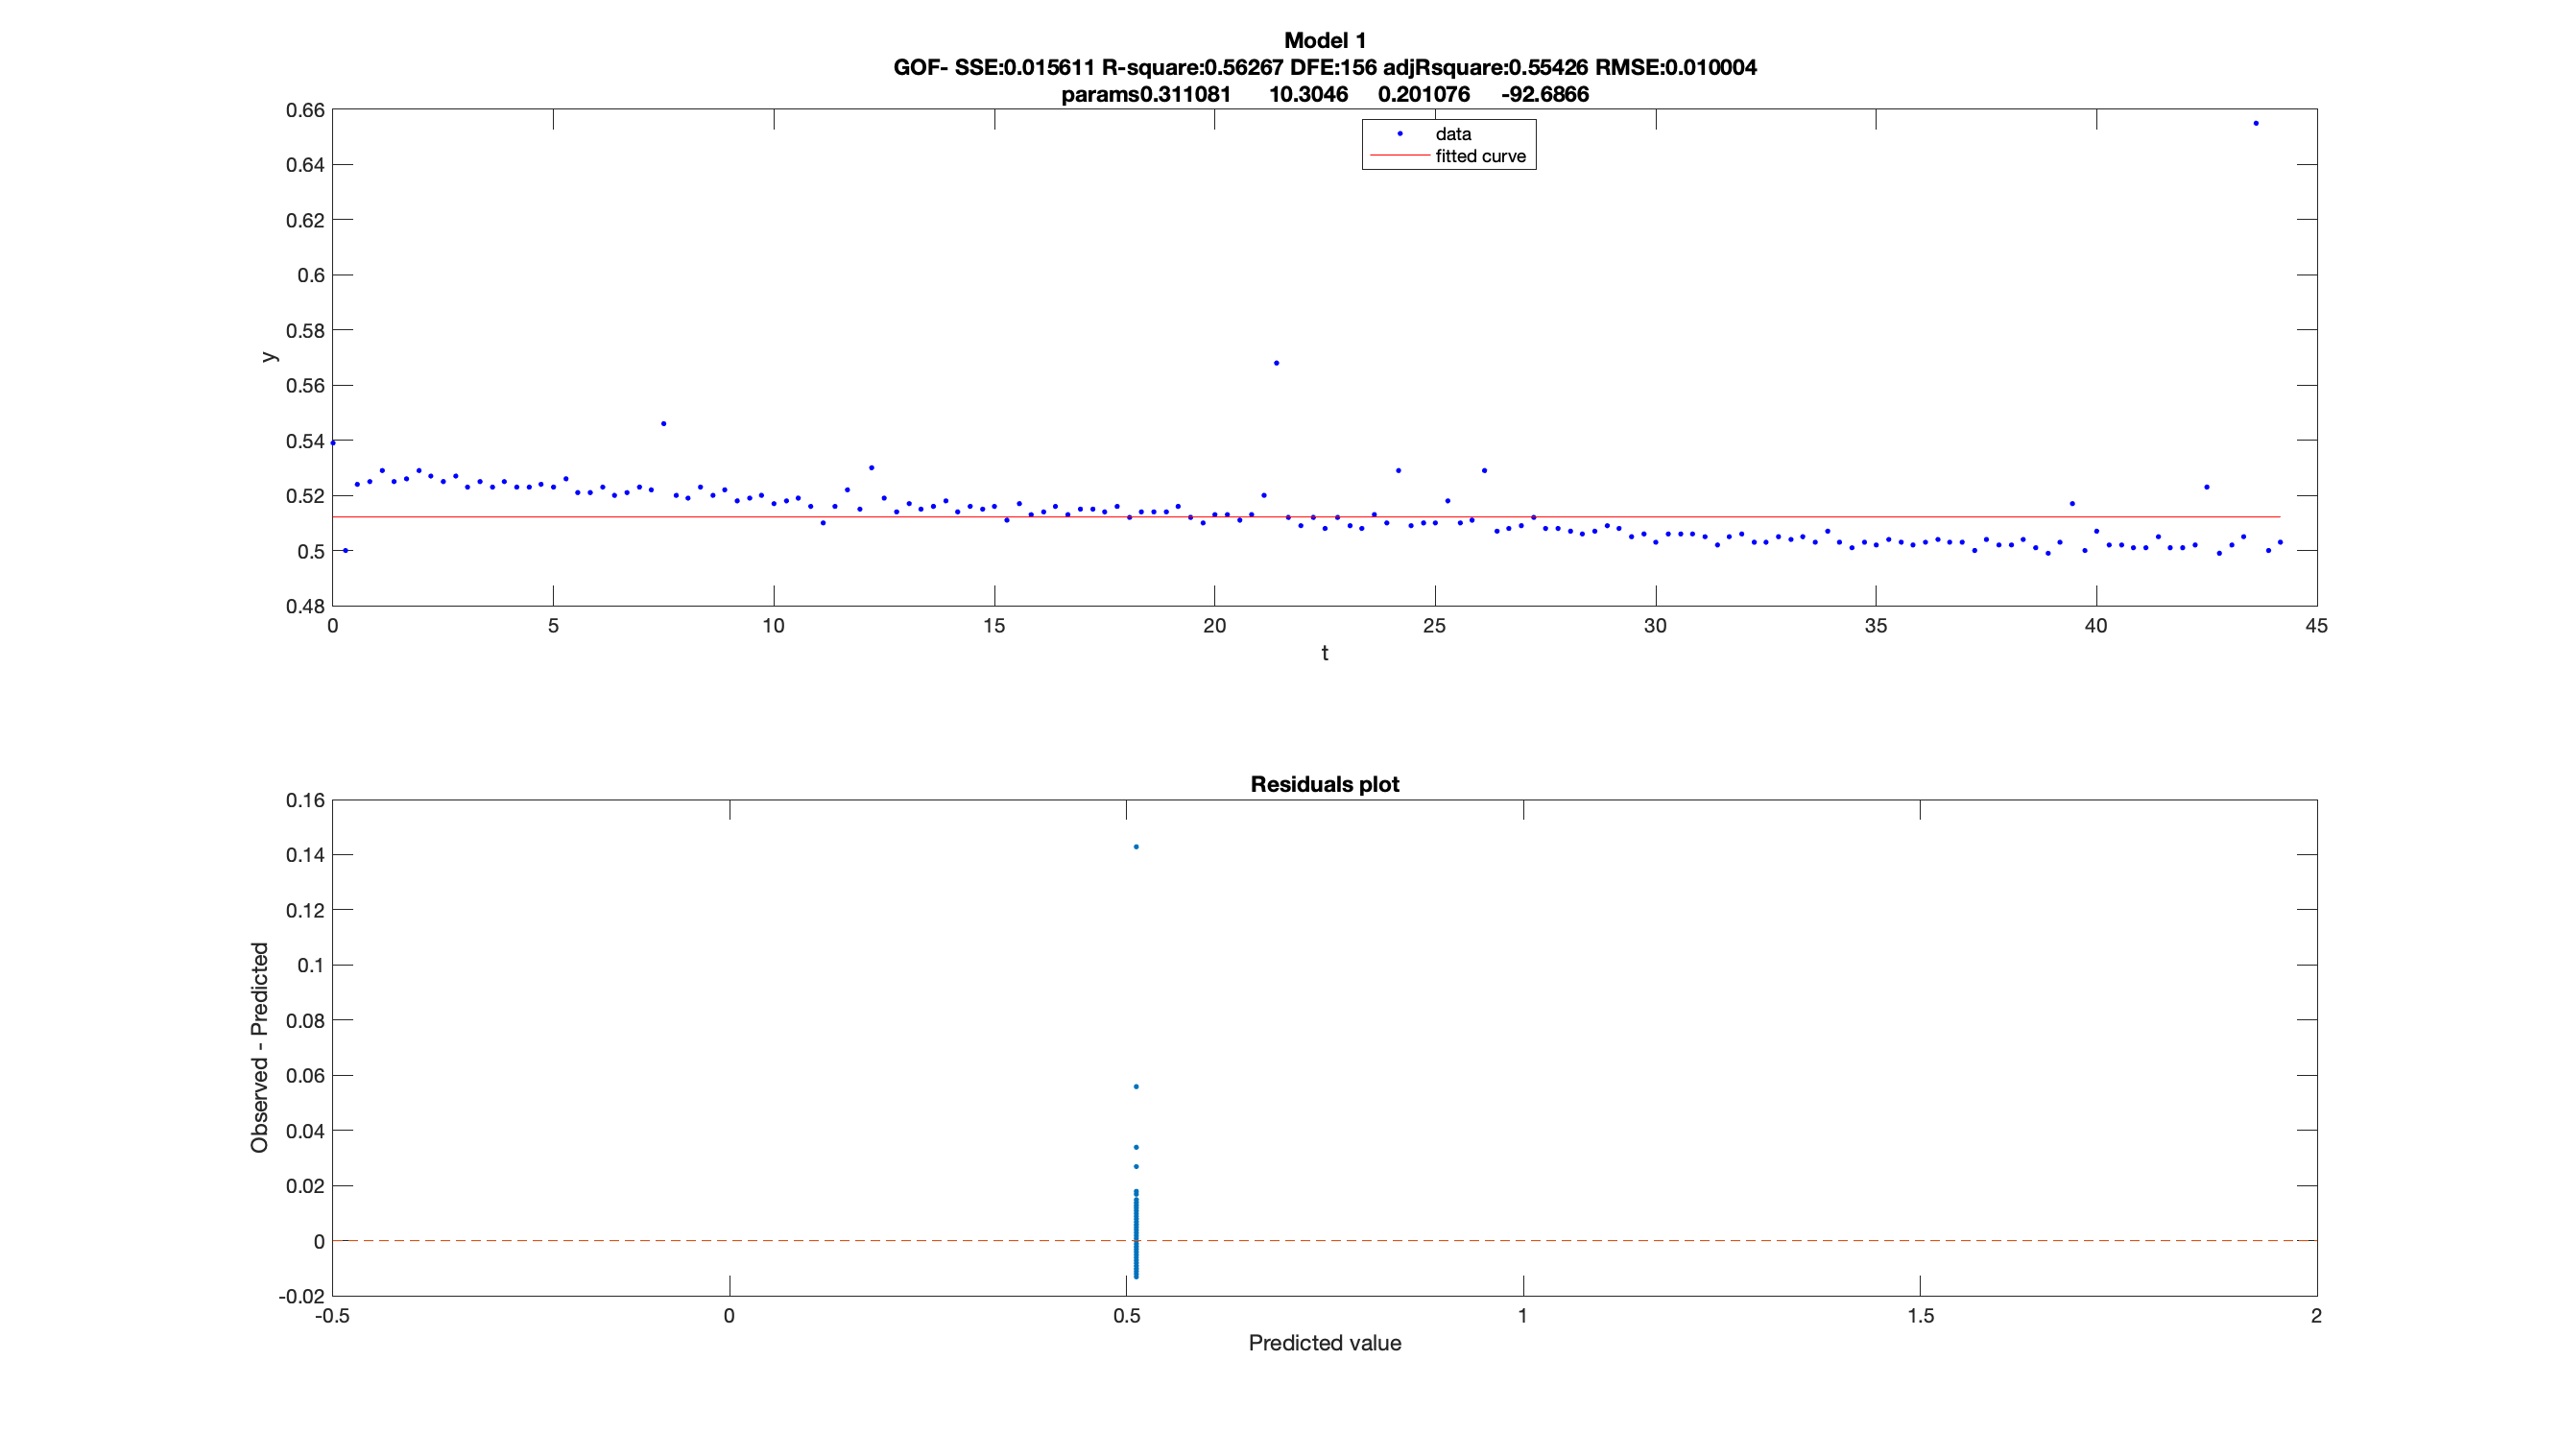 Model 1
GOF- SSE:0.015611 R-square:0.56267 DFE:156 adjRsquare:0.55426 RMSE:0.010004
params0.311081 10.3046 0.201076 -92.6866
0.66
0.64
0.62
0.6
0.58
0.56
0.54
0.52
0.5
0.48
y
data
fitted curve
0 5 10 15 20 25 30 35 40 45
t
Residuals plot
0.16
0.14
0.12
0.1
0.08
0.06
0.04
0.02
0
-0.02
Observed - Predicted
-0.5 0 0.5 1 1.5 2
Predicted value